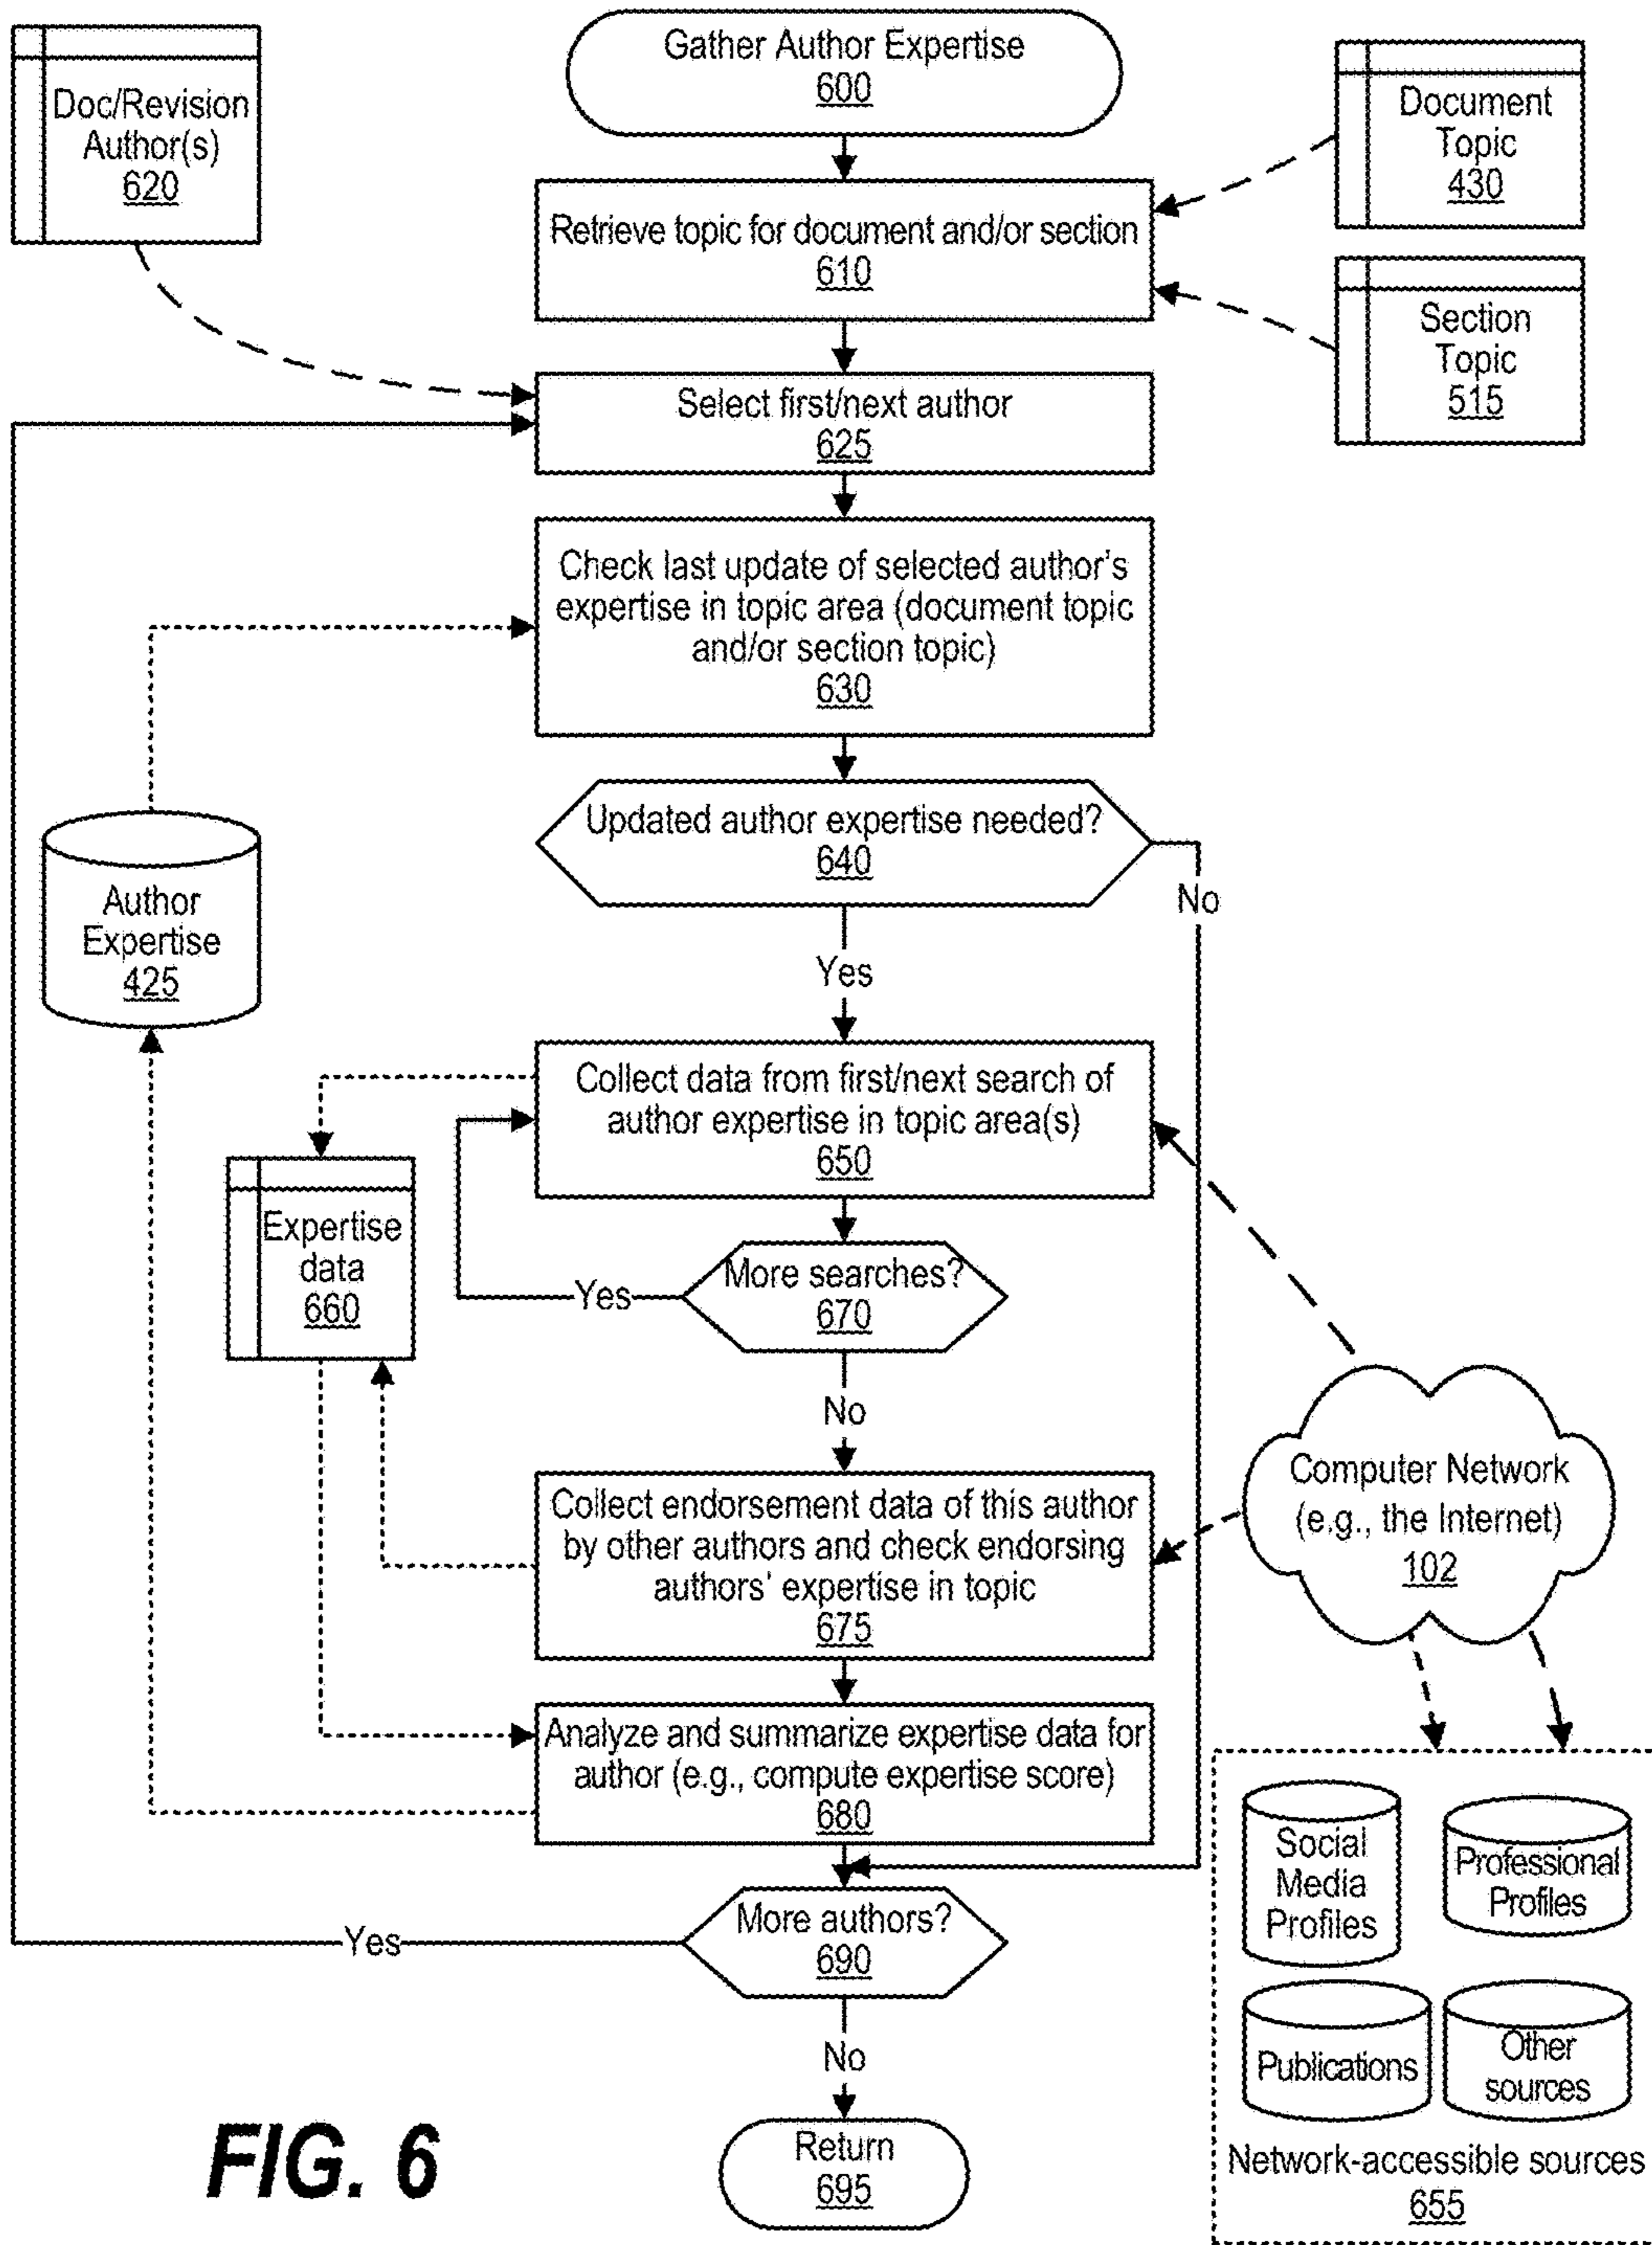 Gather Author Expertise
600
Doc/Revision
Author(s)
620
Document
Topic
430
Retrieve topic for document and/or section
610
Section
Topic
515
Select first/next author
625
Check last update of selected author's
expertise in topic area (document topic
and/or section topic)
630
Updated author expertise needed?
640
No
Author
Expertise
425
Yes
Collect data from first/next search of
author expertise in topic area(s)
650
Expertise
data
660
More searches?
670
Yes
No
Computer Network
(e.g., the Internet)
102
Collect endorsement data of this author
by other authors and check endorsing
authors' expertise in topic
675
Analyze and summarize expertise data for
author (e.g., compute expertise score)
680
Social
Media
Profiles
Professional
Profiles
More authors?
690
Yes
No
Publications
Other
sources
Return
695
Network-accessible sources
655
FIG. 6